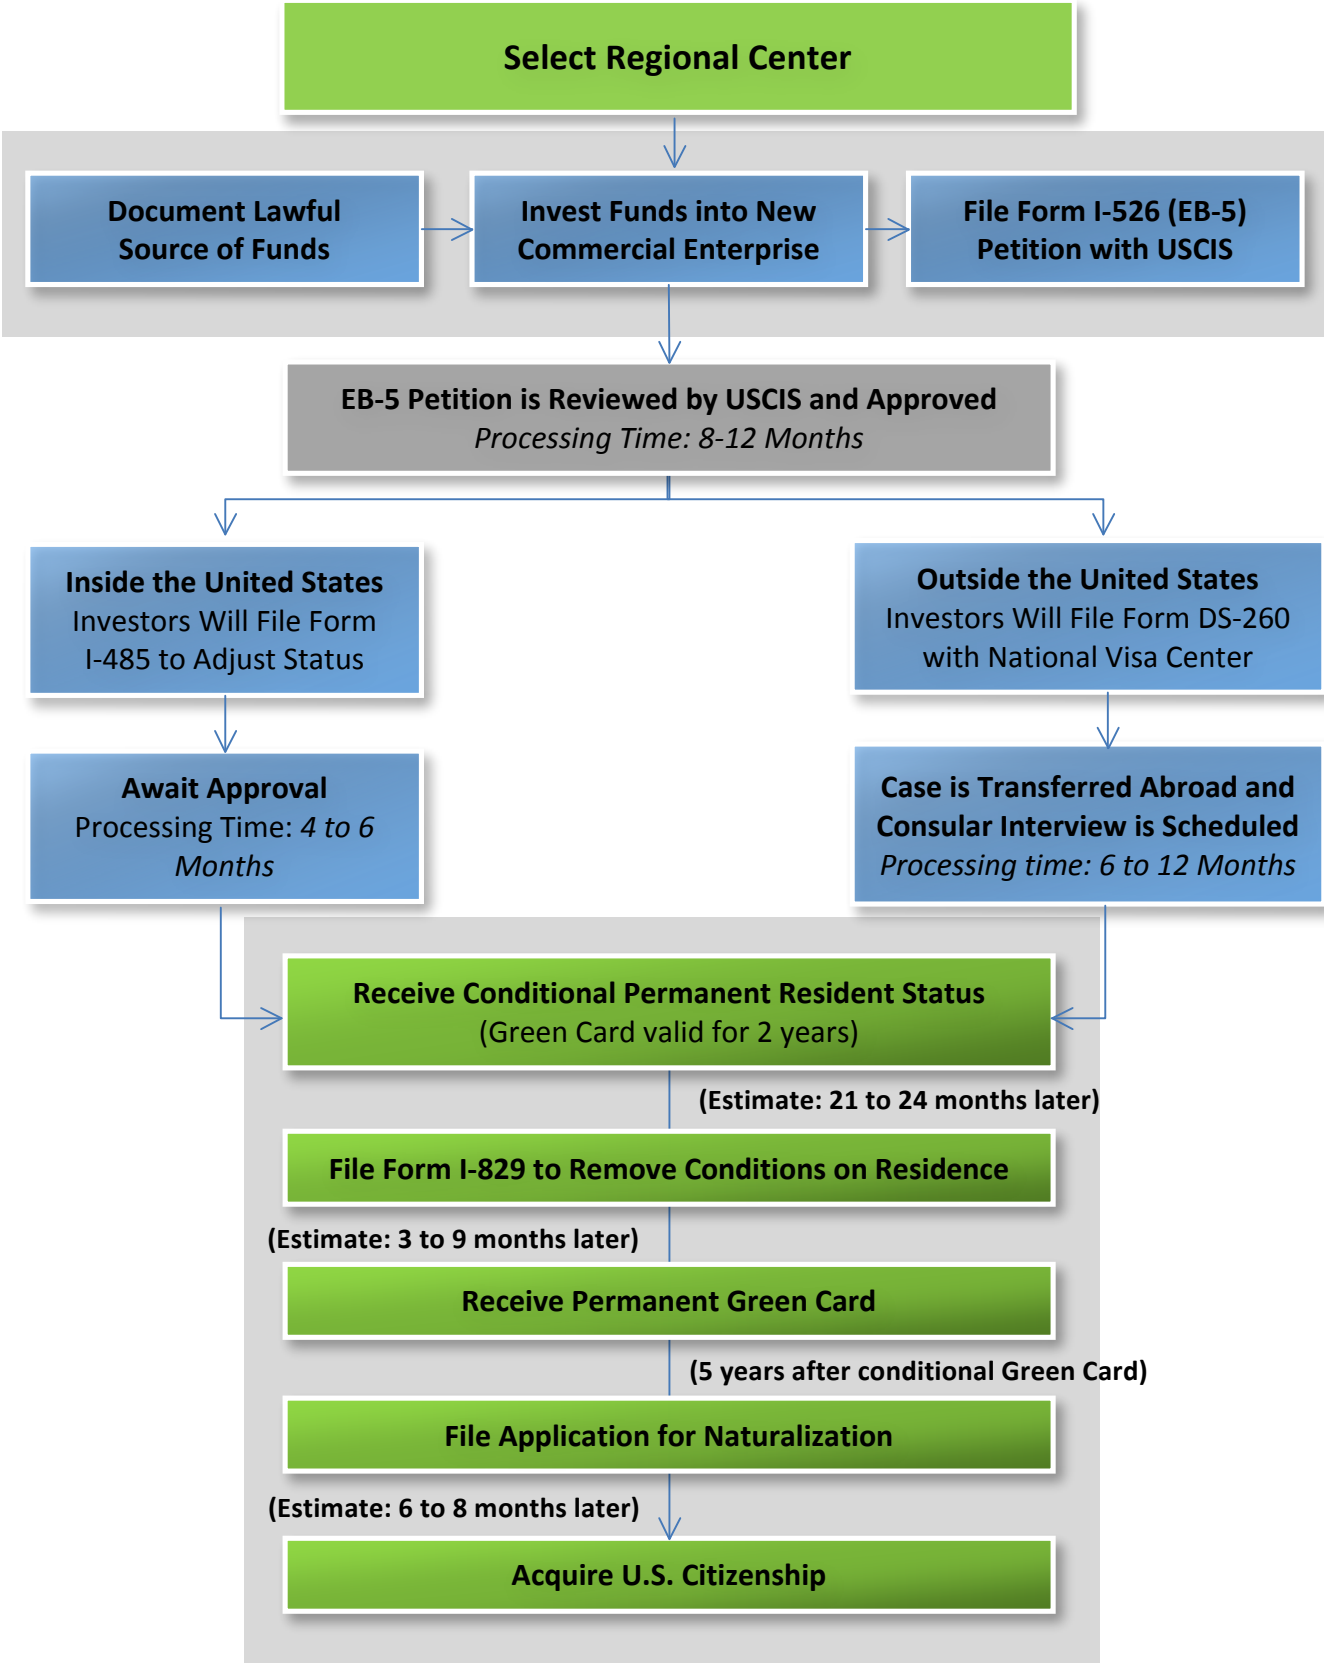 Select Regional Center
Document Lawful
Source of Funds
Invest Funds into New
Commercial Enterprise
File Form I-526 (EB-5)
Petition with USCIS
EB-5 Petition is Reviewed by USCIS and Approved
Processing Time: 8-12 Months
Inside the United States
Investors Will File Form
I-485 to Adjust Status
Outside the United States
Investors Will File Form DS-260
with National Visa Center
Await Approval
Processing Time: 4 to 6
Months
Case is Transferred Abroad and
Consular Interview is Scheduled
Processing time: 6 to 12 Months
Receive Conditional Permanent Resident Status
(Green Card valid for 2 years)
(Estimate: 21 to 24 months later)
File Form I-829 to Remove Conditions on Residence
(Estimate: 3 to 9 months later)
Receive Permanent Green Card
(5 years after conditional Green Card)
File Application for Naturalization
(Estimate: 6 to 8 months later)
Acquire U.S. Citizenship